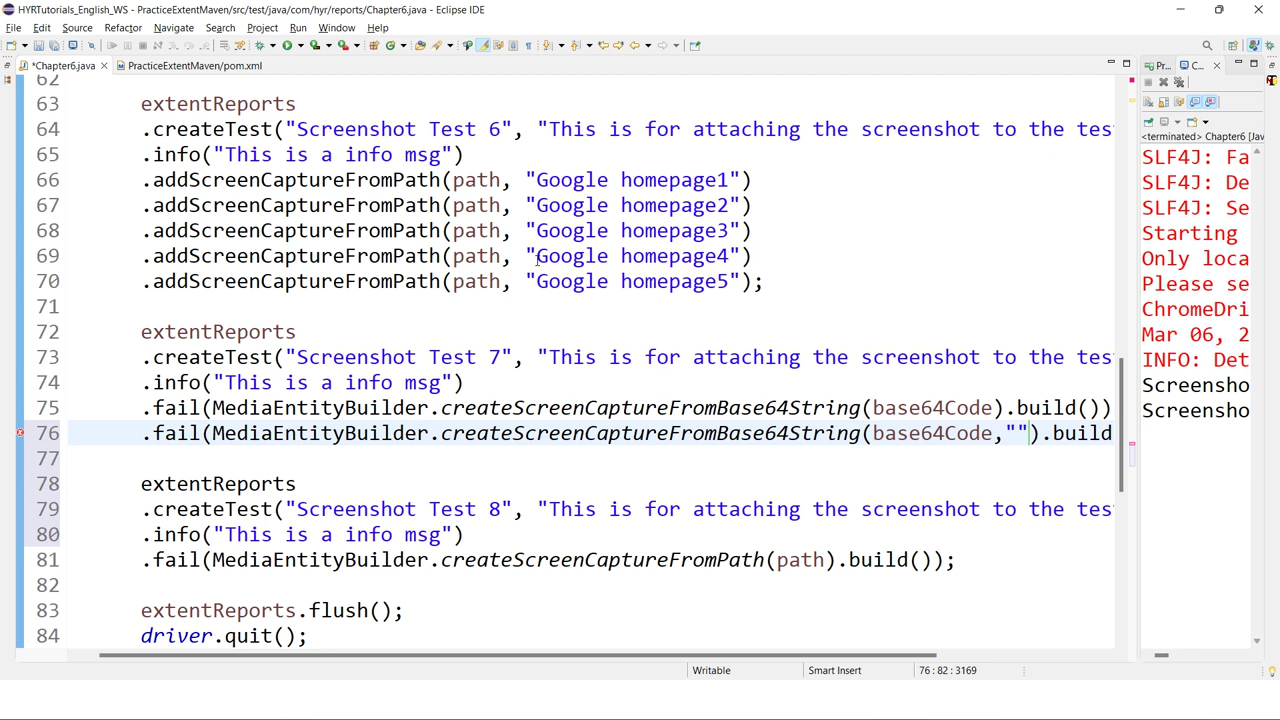 HYRTutorials_English_WS - PracticeExtentMaven/src/test/java/com/hyr/reports/Chapter6.java - Eclipse IDE
File Edit Source Refactor Navigate Search Project Run Window Help
*Chapter6.java PracticeExtentMaven/pom.xml Pr... C...
62
63 extentReports
64 .createTest("Screenshot Test 6", "This is for attaching the screenshot to the tes
65 .info("This is a info msg")
66 .addScreenCaptureFromPath(path, "Google homepage1")
67 .addScreenCaptureFromPath(path, "Google homepage2")
68 .addScreenCaptureFromPath(path, "Google homepage3")
69 .addScreenCaptureFromPath(path, "Google homepage4")
70 .addScreenCaptureFromPath(path, "Google homepage5");
71
72 extentReports
73 .createTest("Screenshot Test 7", "This is for attaching the screenshot to the tes
74 .info("This is a info msg")
75 .fail(MediaEntityBuilder.createScreenCaptureFromBase64String(base64Code).build())
76 .fail(MediaEntityBuilder.createScreenCaptureFromBase64String(base64Code,"").build
77
78 extentReports
79 .createTest("Screenshot Test 8", "This is for attaching the screenshot to the tes
80 .info("This is a info msg")
81 .fail(MediaEntityBuilder.createScreenCaptureFromPath(path).build());
82
83 extentReports.flush();
84 driver.quit();
<terminated> Chapter6 [Jav
SLF4J: Fa
SLF4J: De
SLF4J: Se
Starting
Only loca
Please se
ChromeDri
Mar 06, 2
INFO: Det
Screensho
Screensho
Writable Smart Insert 76 : 82 : 3169